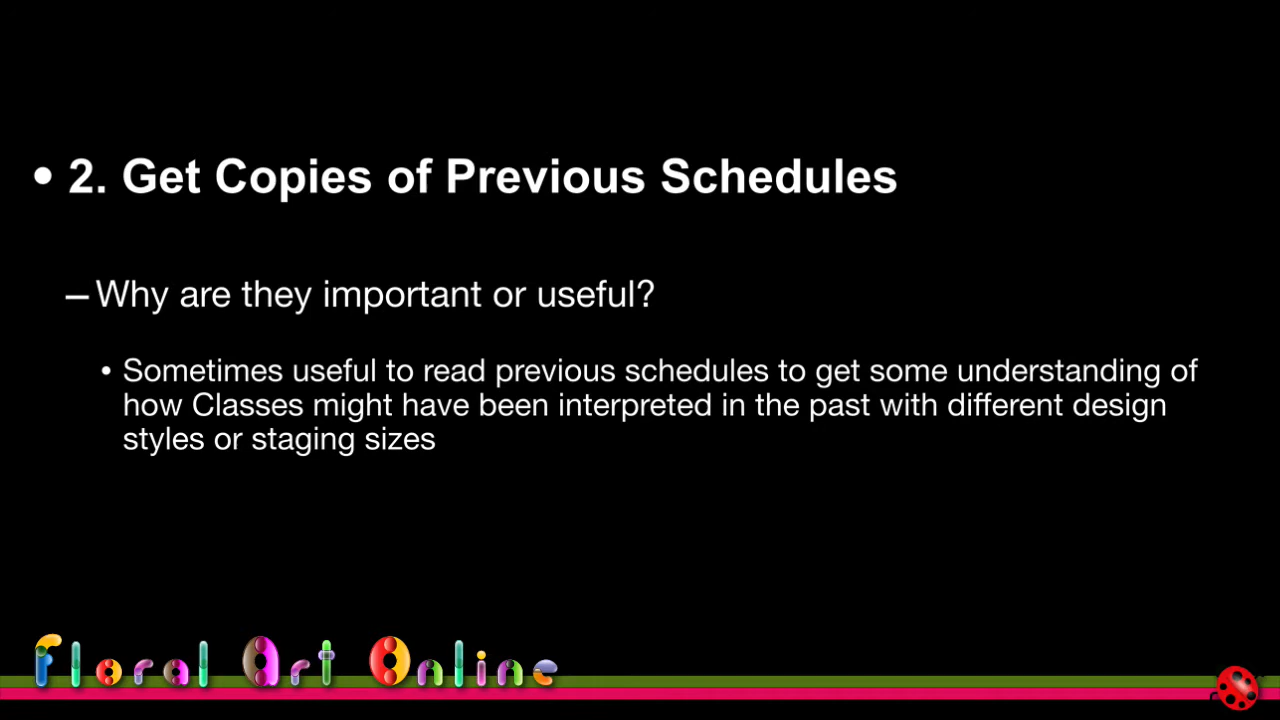 • 2. Get Copies of Previous Schedules
– Why are they important or useful?
• Sometimes useful to read previous schedules to get some understanding of
how Classes might have been interpreted in the past with different design
styles or staging sizes
Floral Art Online